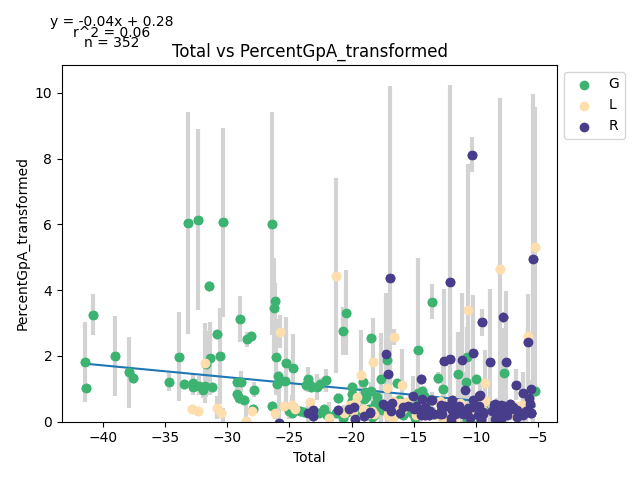 y = -0.04x + 0.28
r^2 = 0.06
n = 352
Total vs PercentGpA_transformed
G
L
R
PercentGpA_transformed
10
8
6
4
2
0
−40
−35
−30
−25
−20
−15
−10
−5
Total